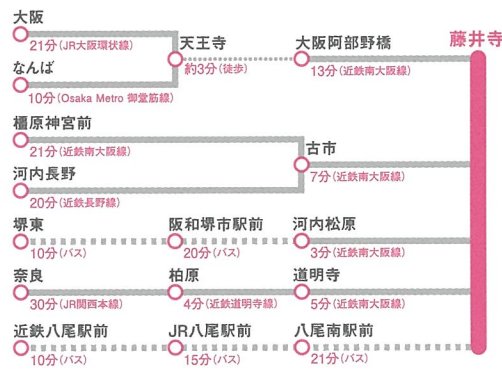 大阪
21分(JR大阪環状線)
天王寺
約3分(徒歩)
大阪阿部野橋
13分(近鉄南大阪線)
藤井寺
なんば
10分(Osaka Metro 御堂筋線)
橿原神宮前
21分(近鉄南大阪線)
古市
7分(近鉄南大阪線)
河内長野
20分(近鉄長野線)
堺東
10分(バス)
阪和堺市駅前
20分(バス)
河内松原
3分(近鉄南大阪線)
奈良
30分(JR関西本線)
柏原
4分(近鉄道明寺線)
道明寺
5分(近鉄南大阪線)
近鉄八尾駅前
10分(バス)
JR八尾駅前
15分(バス)
八尾南駅前
21分(バス)